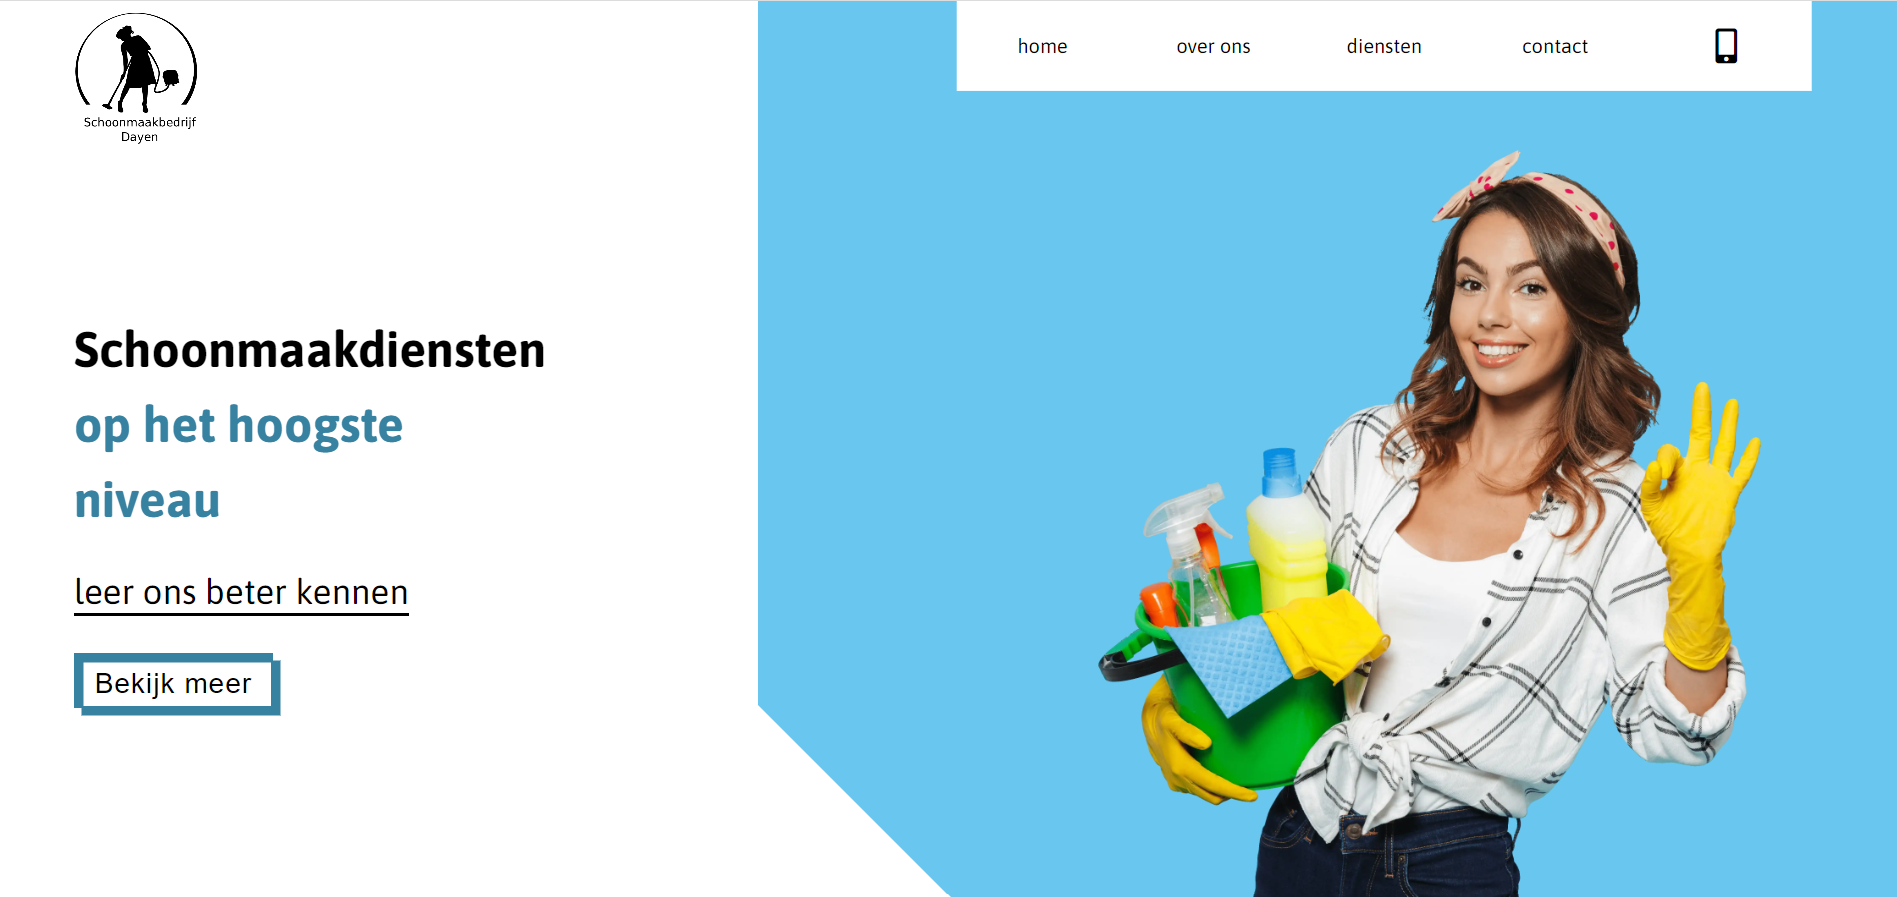 Schoonmaakbedrijf
Dayen
home
over ons
diensten
contact
Schoonmaakdiensten
op het hoogste
niveau
leer ons beter kennen
Bekijk meer